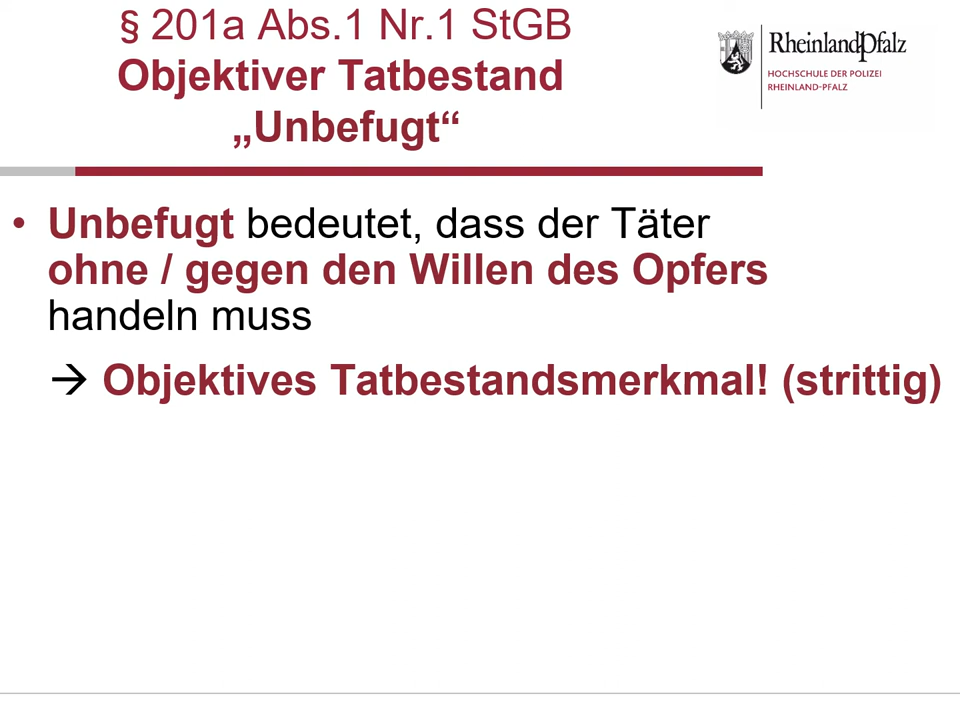 § 201a Abs.1 Nr.1 StGB
Objektiver Tatbestand
„Unbefugt“
RheinlandPfalz
HOCHSCHULE DER POLIZEI
RHEINLAND-PFALZ
• Unbefugt bedeutet, dass der Täter
ohne / gegen den Willen des Opfers
handeln muss
→ Objektives Tatbestandsmerkmal! (strittig)